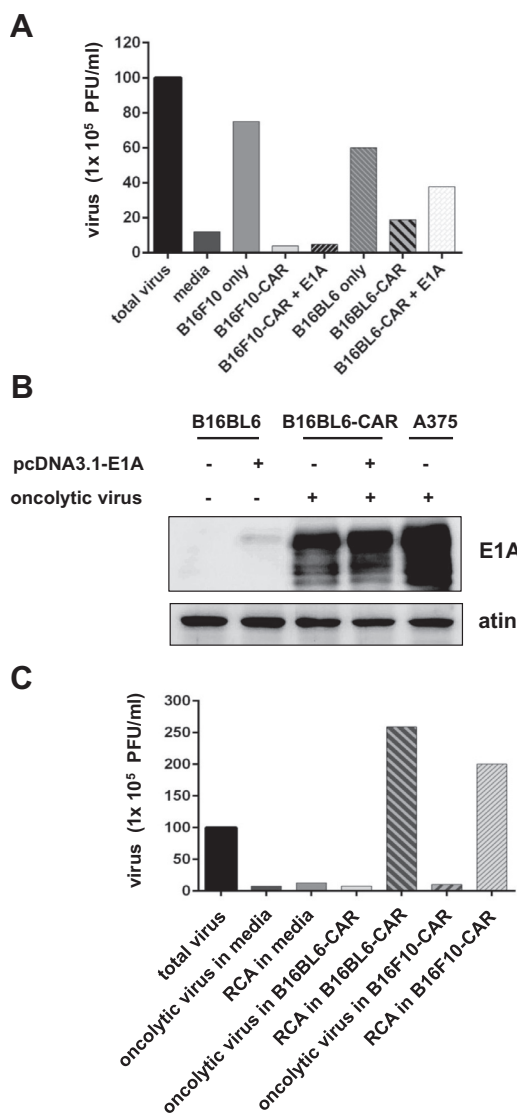 A
virus (1x 10⁵ PFU/ml)
120
100
80
60
40
20
0
total virus
media
B16F10 only
B16F10-CAR
B16F10-CAR + E1A
B16BL6 only
B16BL6-CAR
B16BL6-CAR + E1A
B
B16BL6 B16BL6-CAR A375
pcDNA3.1-E1A - + - + -
oncolytic virus - - + + +
E1A
atin
C
virus (1x 10⁵ PFU/ml)
300
250
200
150
100
50
0
total virus
oncolytic virus in media
RCA in media
oncolytic virus in B16BL6-CAR
RCA in B16BL6-CAR
oncolytic virus in B16F10-CAR
RCA in B16F10-CAR